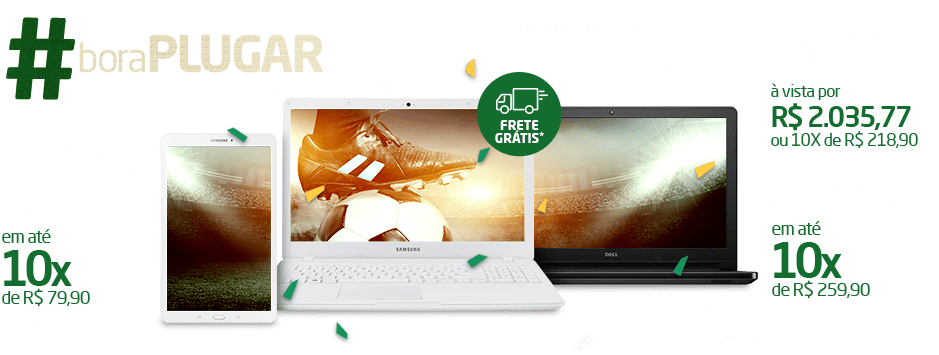 #boraPLUGAR
FRETE
GRÁTIS*
à vista por
R$ 2.035,77
ou 10X de R$ 218,90
SAMSUNG
SAMSUNG
DELL
em até
10x
de R$ 79,90
em até
10x
de R$ 259,90